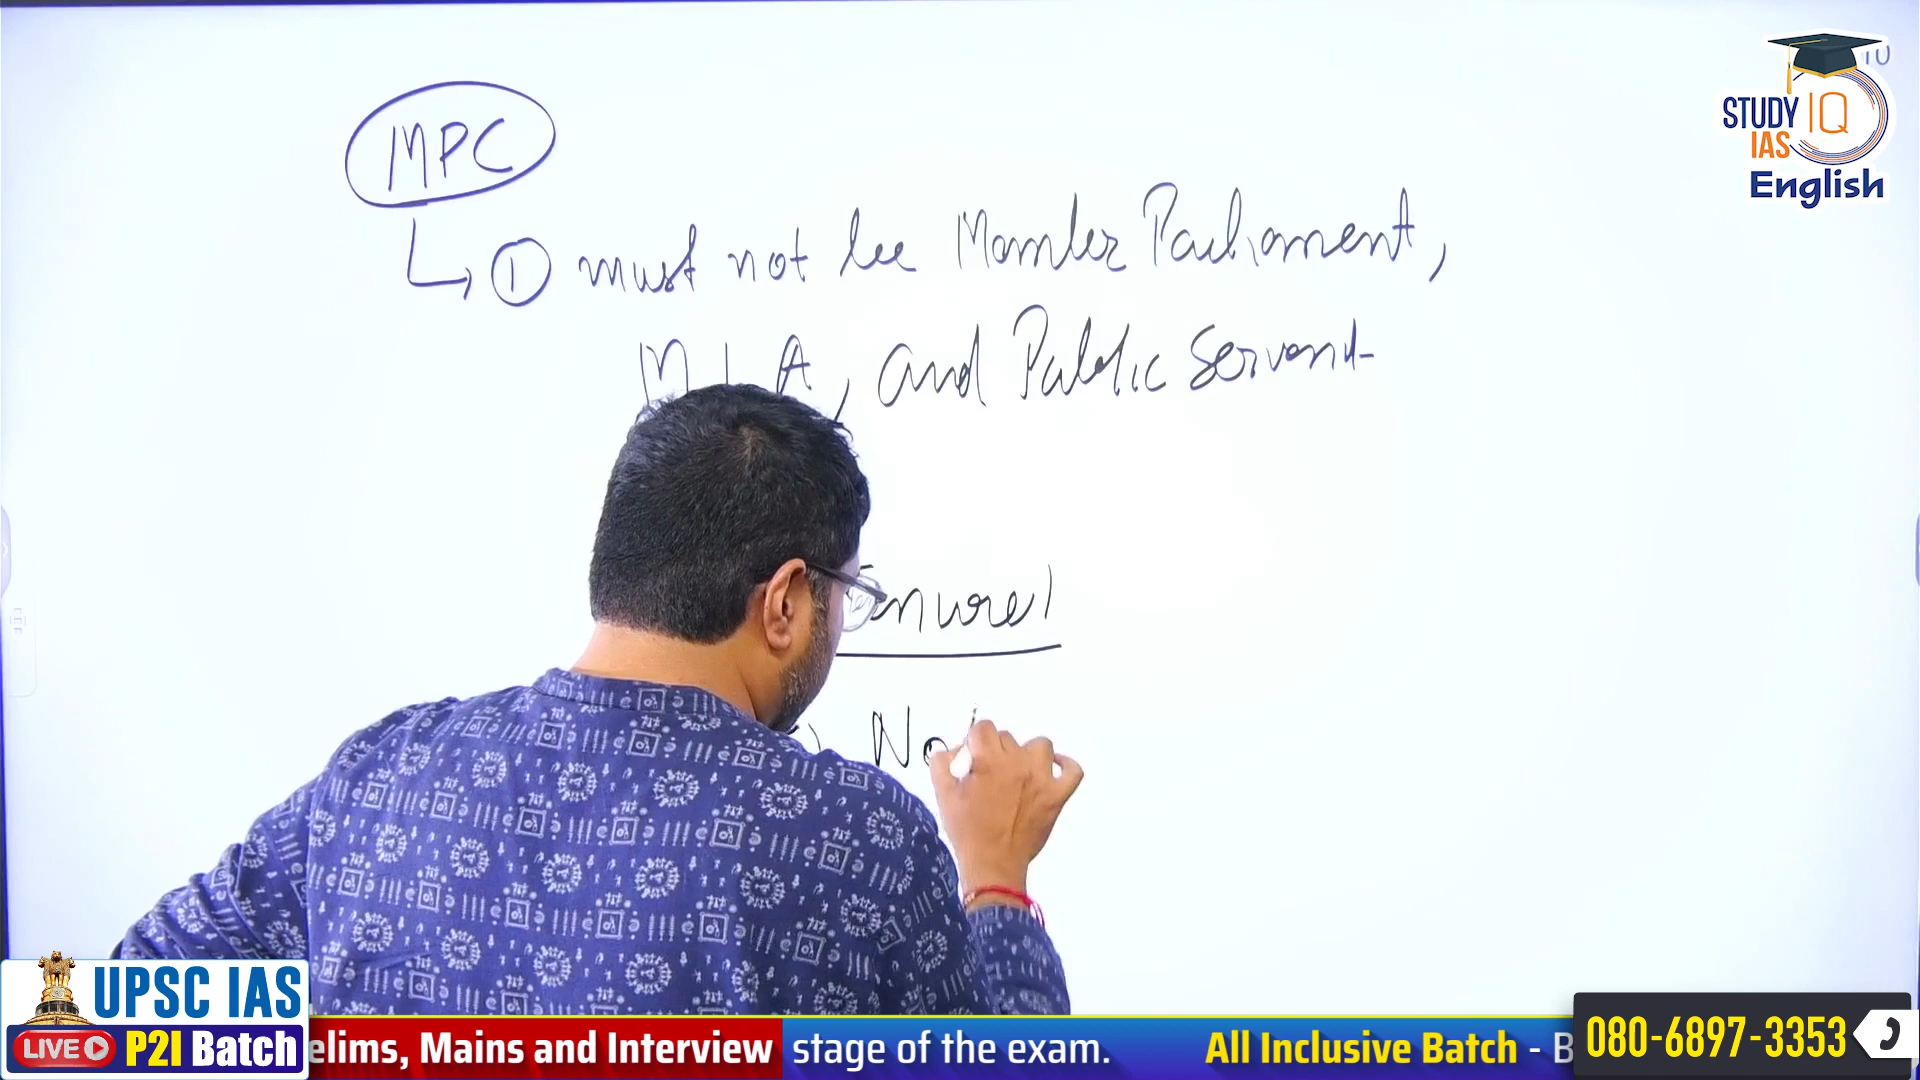 10
STUDY IQ
IAS
English
MPC
① must not be Member Parliament,
MLA, and Public Servant
No
UPSC IAS
LIVE P2I Batch
elims, Mains and Interview stage of the exam.
All Inclusive Batch - B
080-6897-3353